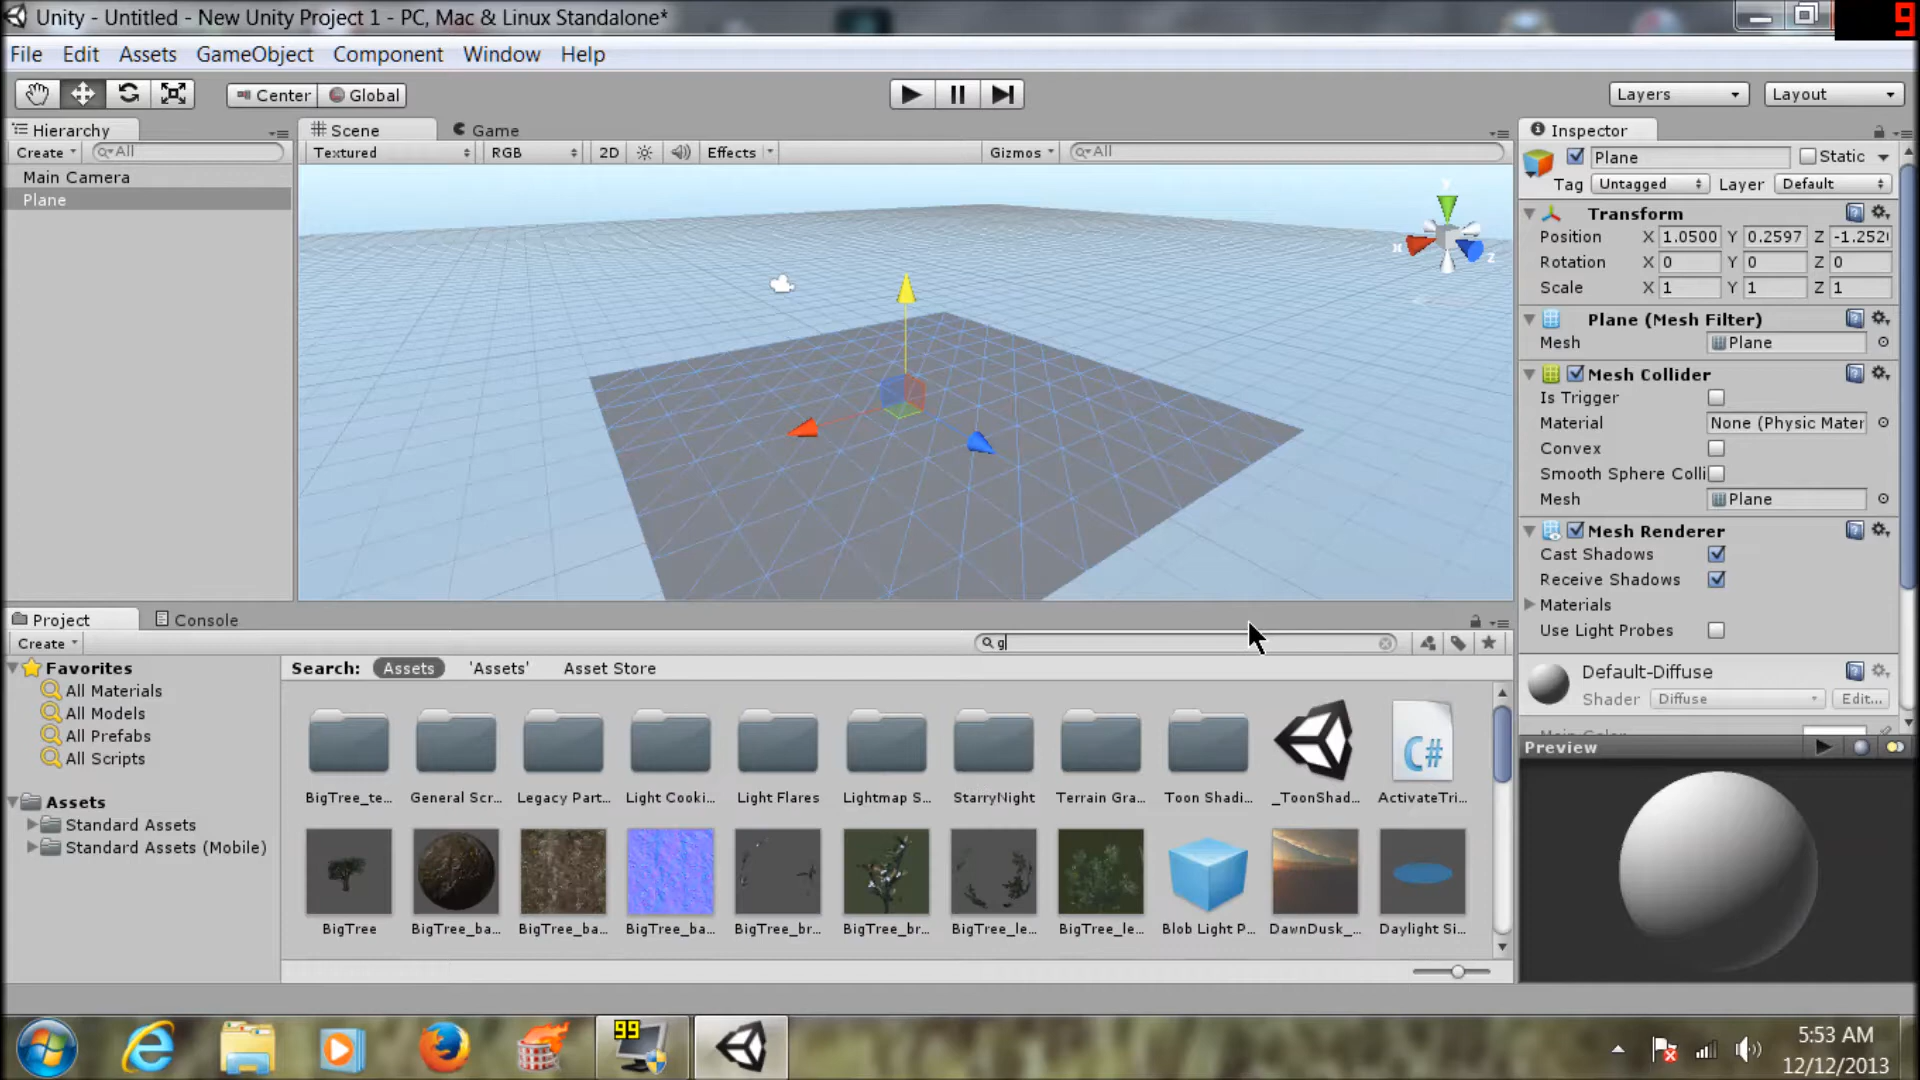 Unity - Untitled - New Unity Project 1 - PC, Mac & Linux Standalone*
9
File Edit Assets GameObject Component Window Help
Center Global
Layers Layout
Hierarchy
Create All
Main Camera
Plane
Scene Game
Textured RGB 2D Effects Gizmos All
y
x
z
Inspector
Plane Static
Tag Untagged Layer Default
Transform
Position X 1.0500 Y 0.2597 Z -1.252
Rotation X 0 Y 0 Z 0
Scale X 1 Y 1 Z 1
Plane (Mesh Filter)
Mesh Plane
Mesh Collider
Is Trigger
Material None (Physic Mater
Convex
Smooth Sphere Colli
Mesh Plane
Mesh Renderer
Cast Shadows
Receive Shadows
Materials
Use Light Probes
Default-Diffuse
Shader Diffuse Edit...
Preview
Project Console
Create g
Favorites
All Materials
All Models
All Prefabs
All Scripts
Assets
Standard Assets
Standard Assets (Mobile)
Search: Assets 'Assets' Asset Store
C#
BigTree_te... General Scr... Legacy Part... Light Cooki... Light Flares Lightmap S... StarryNight Terrain Gra... Toon Shadi... _ToonShad... ActivateTri...
BigTree BigTree_ba... BigTree_ba... BigTree_ba... BigTree_br... BigTree_br... BigTree_le... BigTree_le... Blob Light P... DawnDusk_... Daylight Si...
99
5:53 AM
12/12/2013